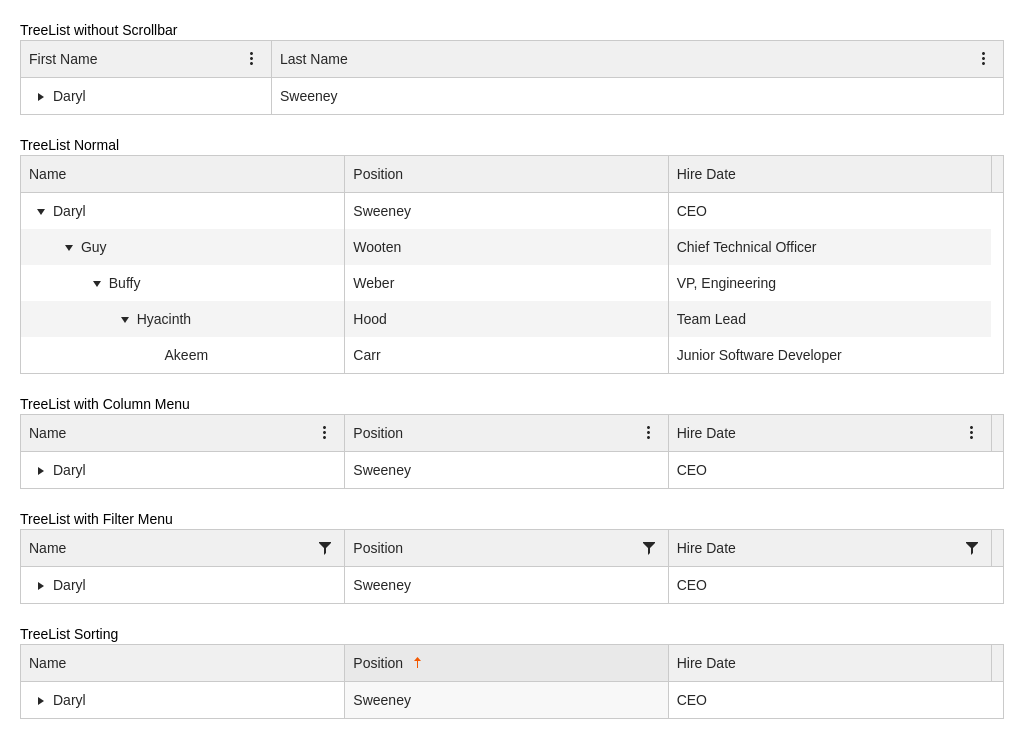 TreeList without Scrollbar
First Name Last Name
Daryl Sweeney
TreeList Normal
Name Position Hire Date
Daryl Sweeney CEO
Guy Wooten Chief Technical Officer
Buffy Weber VP, Engineering
Hyacinth Hood Team Lead
Akeem Carr Junior Software Developer
TreeList with Column Menu
Name Position Hire Date
Daryl Sweeney CEO
TreeList with Filter Menu
Name Position Hire Date
Daryl Sweeney CEO
TreeList Sorting
Name Position Hire Date
Daryl Sweeney CEO